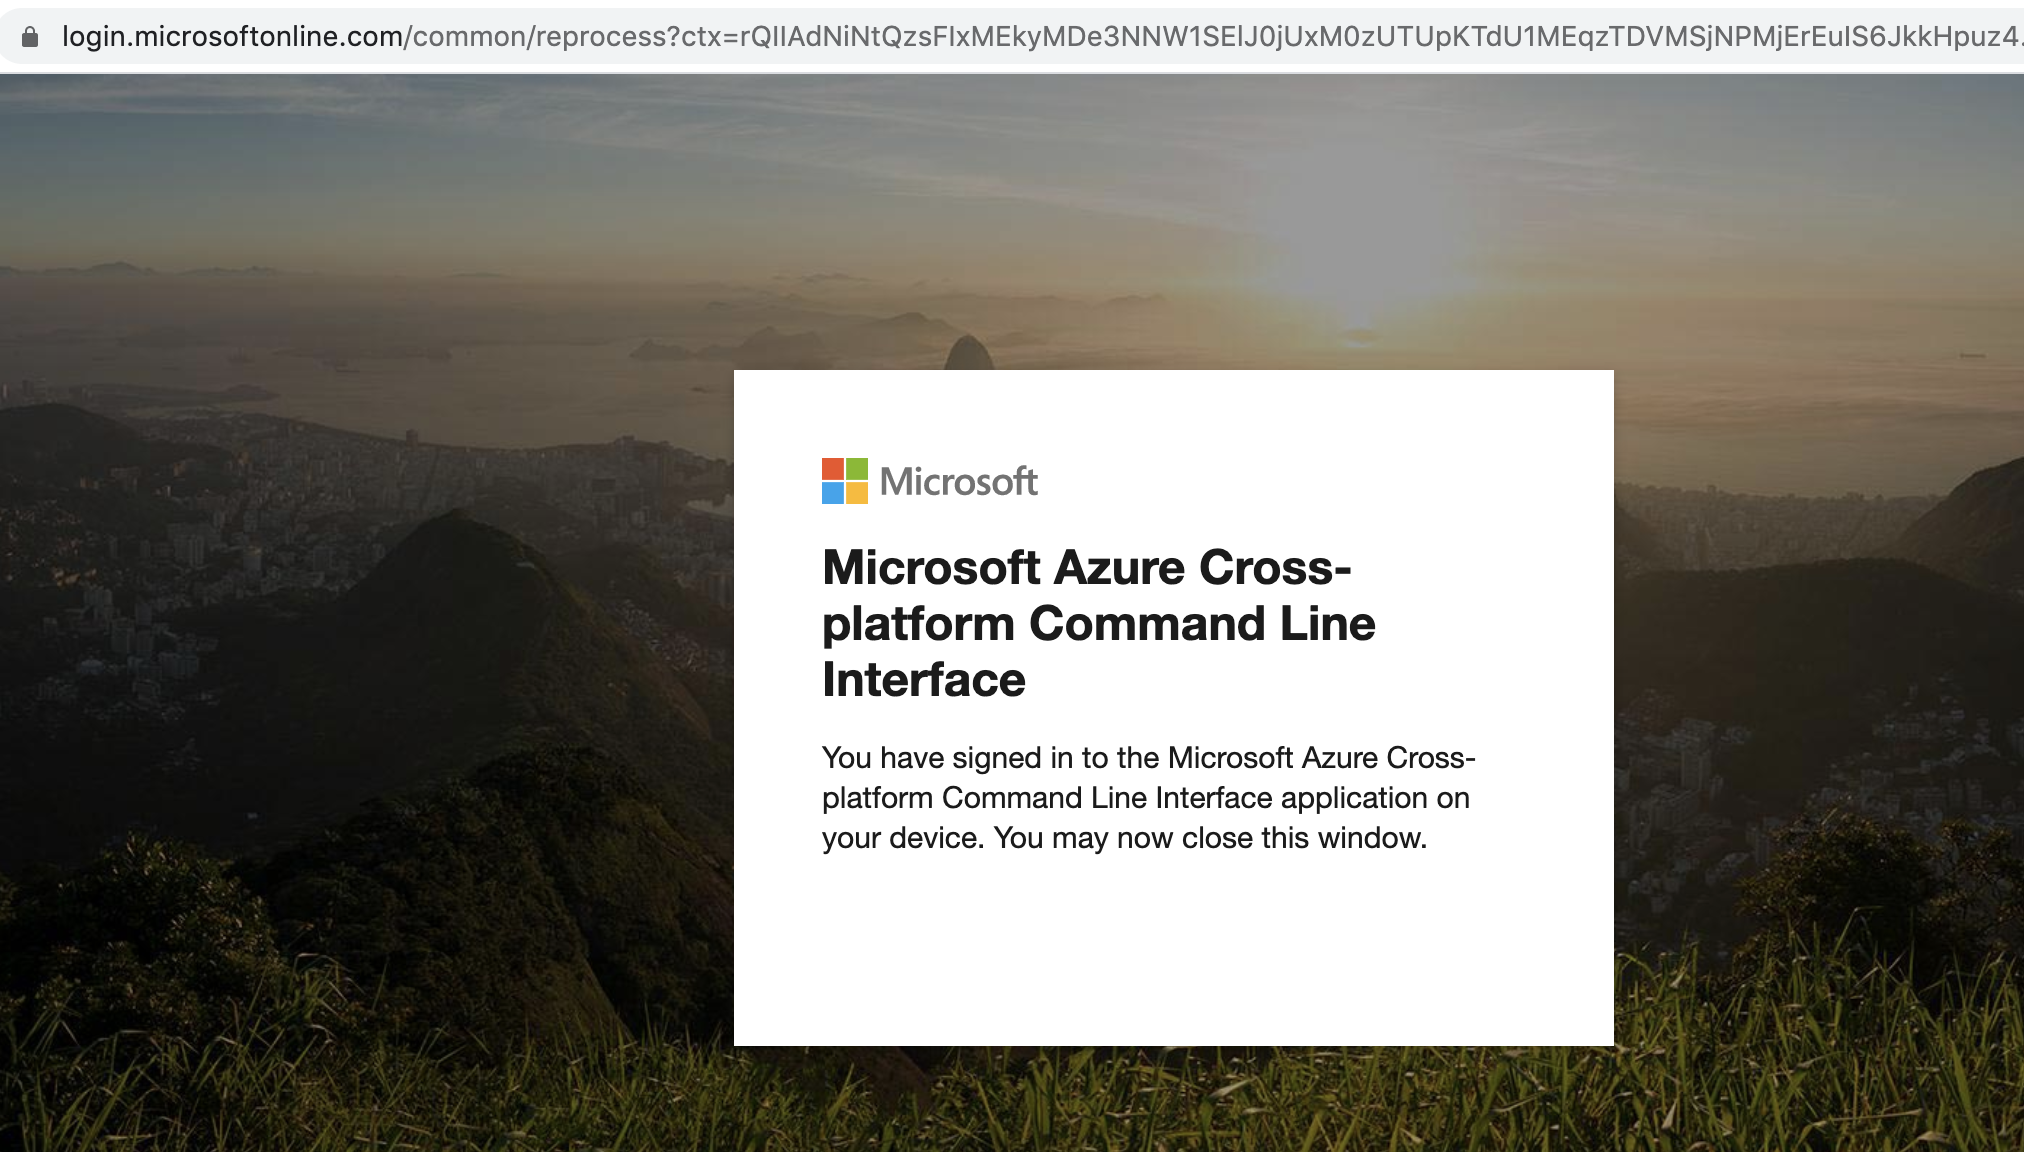 login.microsoftonline.com/common/reprocess?ctx=rQIIAdNiNtQzsFIxMEkyMDe3NNW1SElJ0jUxM0zUTUpKTdU1MEqzTDVMSjNPMjErEuIS6JkkHpuz4.
Microsoft
Microsoft Azure Cross-
platform Command Line
Interface
You have signed in to the Microsoft Azure Cross-
platform Command Line Interface application on
your device. You may now close this window.